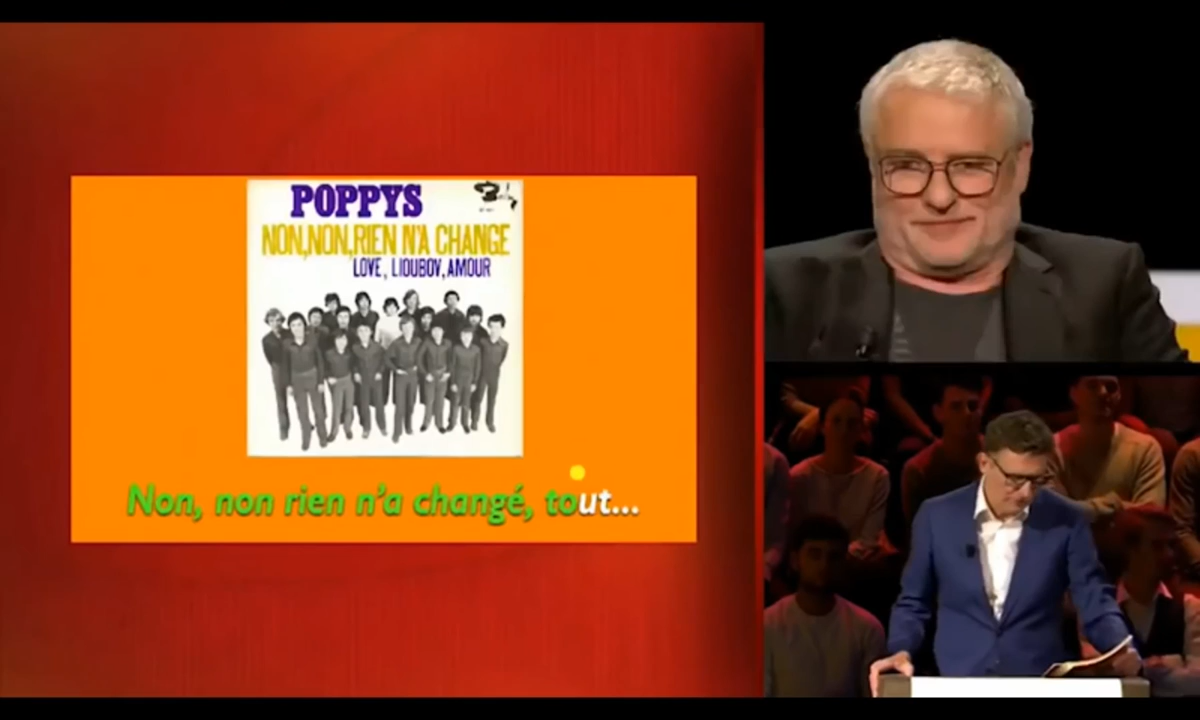 POPPYS
NON,NON,RIEN N'A CHANGE
LOVE, LIOUBOV, AMOUR
Non, non rien n'a changé, tout...